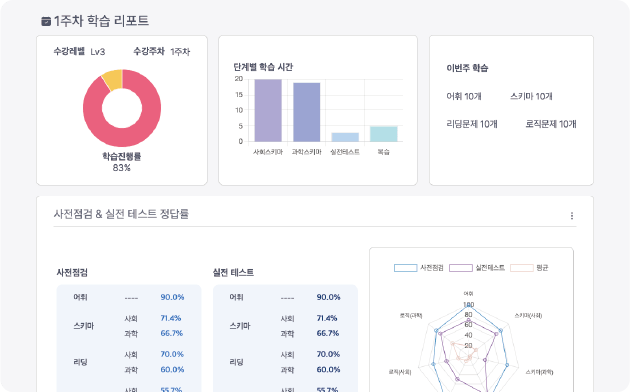 1주차 학습 리포트
수강레벨 Lv3 수강주차 1주차
학습진행률
83%
단계별 학습 시간
20
15
10
5
0
사회스키마 과학스키마 실전테스트 복습
이번주 학습
어휘 10개 스키마 10개
리딩문제 10개 로직문제 10개
사전점검 & 실전 테스트 정답률
사전점검
어휘 ---- 90.0%
스키마 사회 71.4%
과학 66.7%
리딩 사회 70.0%
과학 60.0%
사회 55.7%
실전 테스트
어휘 ---- 90.0%
스키마 사회 71.4%
과학 66.7%
리딩 사회 70.0%
과학 60.0%
사회 55.7%
사전점검 실전테스트 평균
어휘
100
80
60
40
20
로직(과학) 스키마(사회)
로직(사회) 스키마(과학)